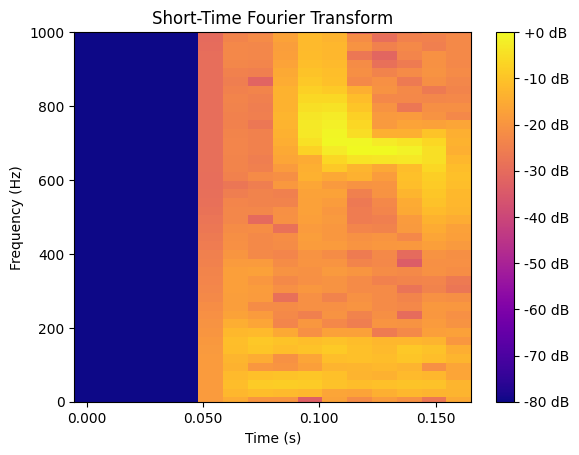 Short-Time Fourier Transform
1000
800
600
400
200
0
Frequency (Hz)
0.000
0.050
0.100
0.150
Time (s)
+0 dB
-10 dB
-20 dB
-30 dB
-40 dB
-50 dB
-60 dB
-70 dB
-80 dB